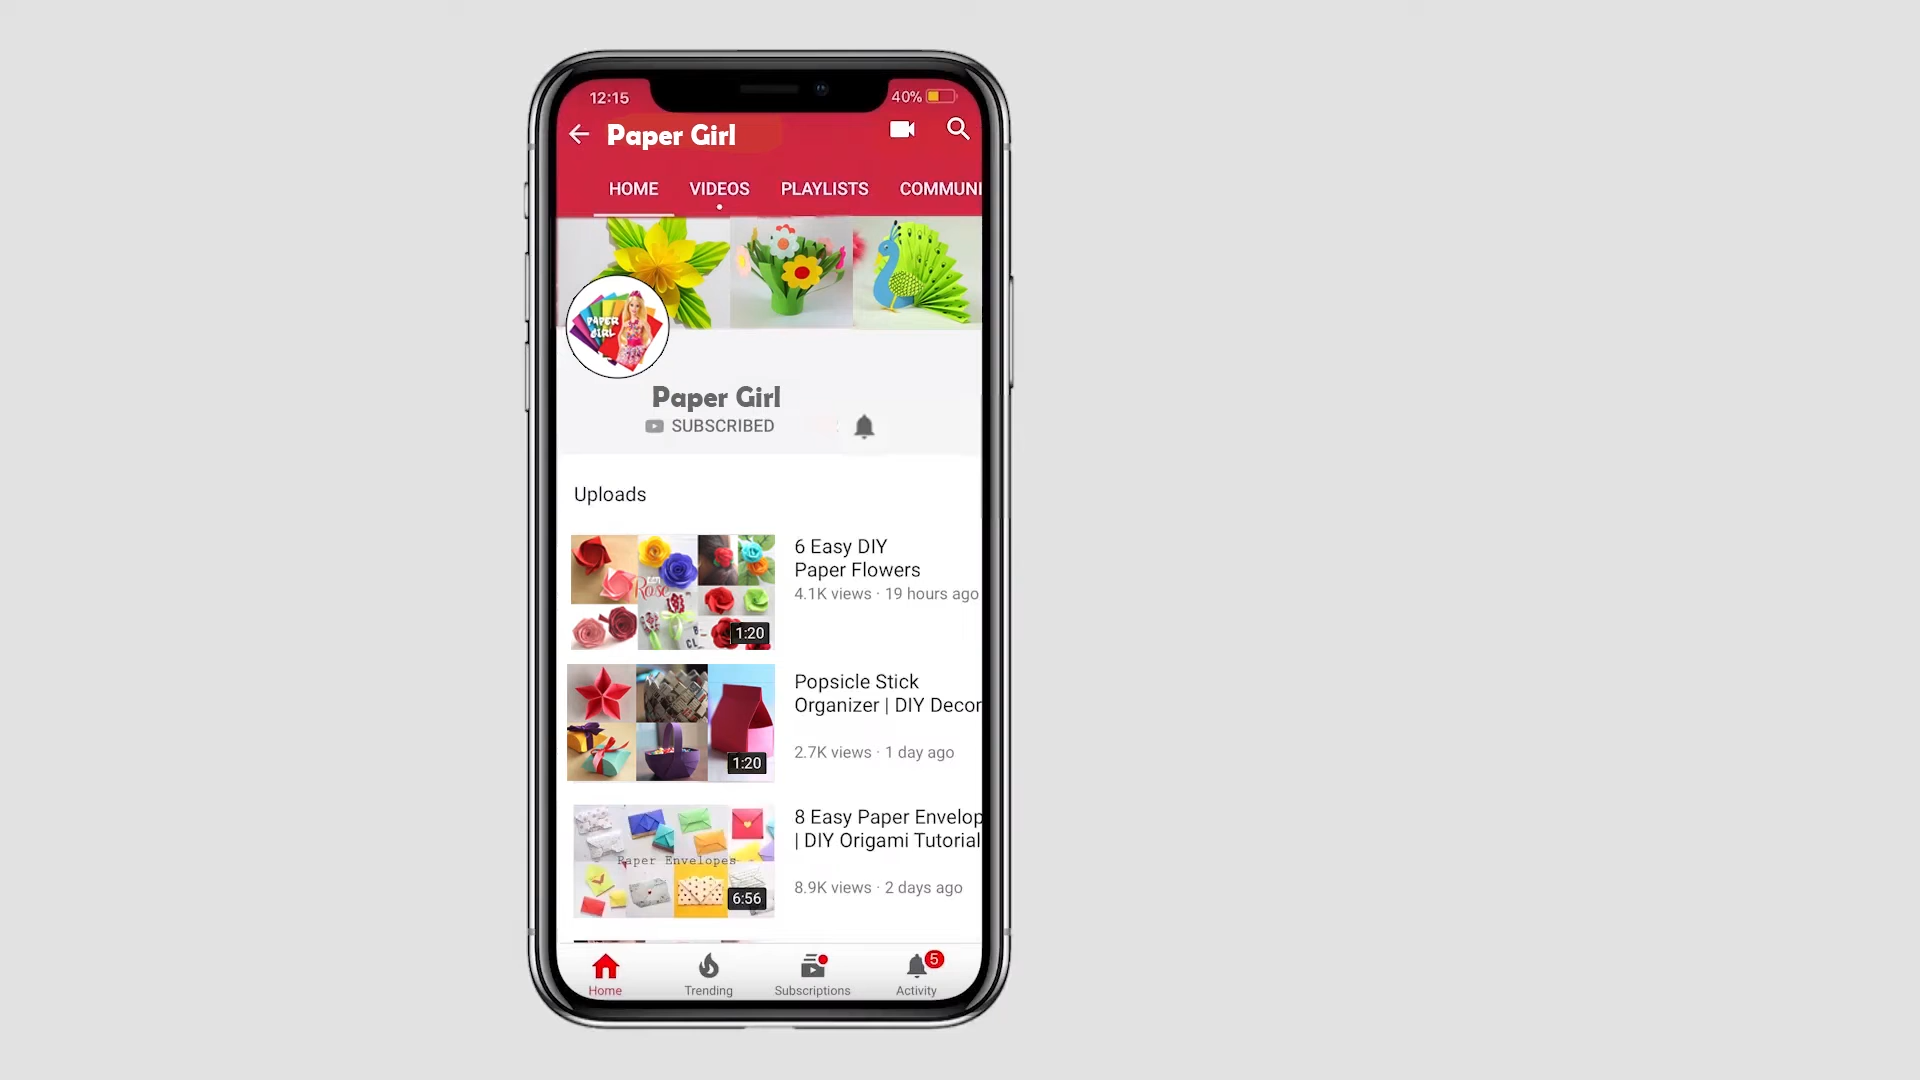 12:15
40%
Paper Girl
HOME
VIDEOS
PLAYLISTS
COMMUNI
PAPER
GIRL
Paper Girl
SUBSCRIBED
Uploads
6 Easy DIY
Paper Flowers
4.1K views · 19 hours ago
Rose
1:20
Popsicle Stick
Organizer | DIY Decor
2.7K views · 1 day ago
1:20
8 Easy Paper Envelop
| DIY Origami Tutorial
8.9K views · 2 days ago
Paper Envelopes
6:56
Home
Trending
Subscriptions
Activity
5